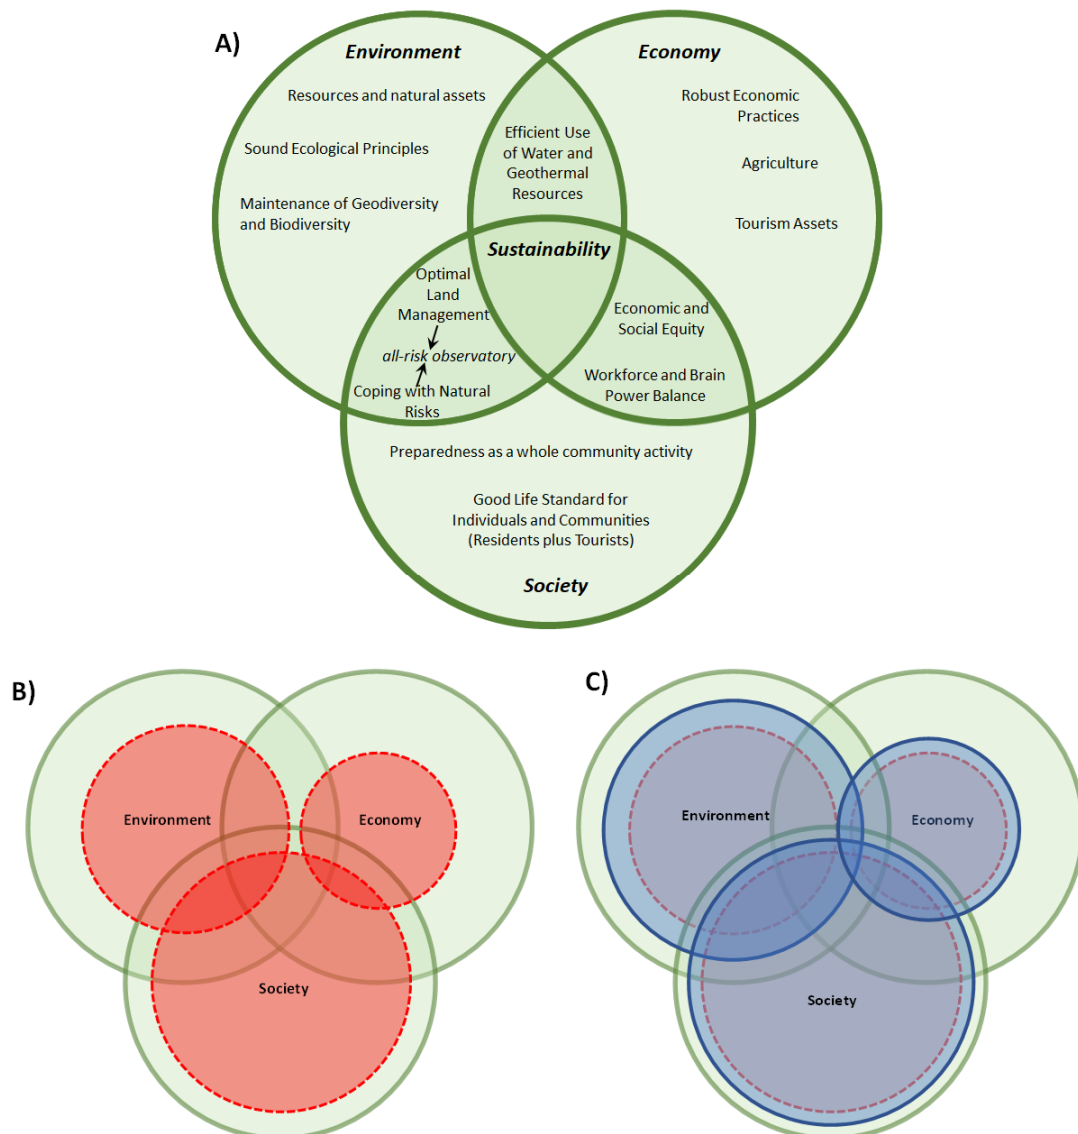 A)
Environment
Economy
Resources and natural assets
Sound Ecological Principles
Maintenance of Geodiversity
and Biodiversity
Efficient Use
of Water and
Geothermal
Resources
Robust Economic
Practices
Agriculture
Tourism Assets
Sustainability
Optimal
Land
Management
all-risk observatory
Coping with Natural
Risks
Economic and
Social Equity
Workforce and Brain
Power Balance
Preparedness as a whole community activity
Good Life Standard for
Individuals and Communities
(Residents plus Tourists)
Society
B)
Environment
Economy
Society
C)
Environment
Economy
Society